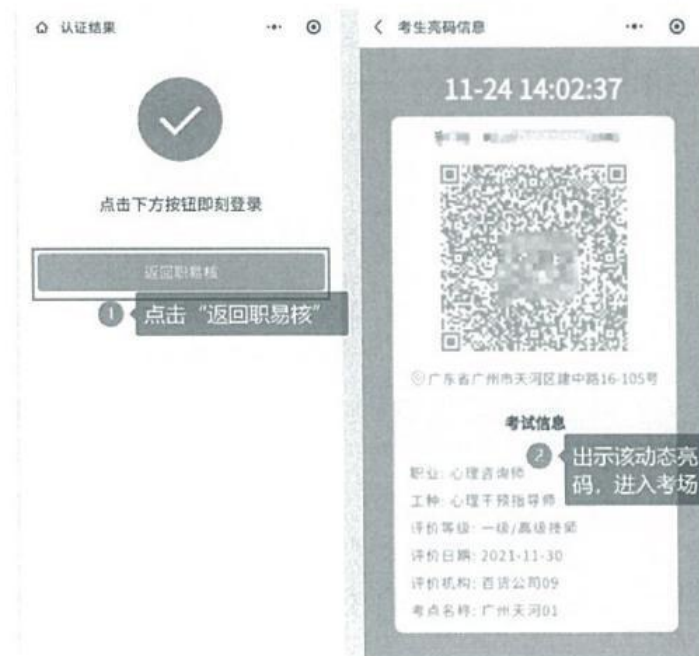 认证结果
点击下方按钮即刻登录
返回职易核
1 点击“返回职易核”
考生亮码信息
11-24 14:02:37
广东省广州市天河区建中路16-105号
考试信息
2 出示该动态亮
码，进入考场
职业: 心理咨询师
工种: 心理干预指导师
评价等级: 一级/高级技师
评价日期: 2021-11-30
评价机构: 百货公司09
考点名称: 广州天河01